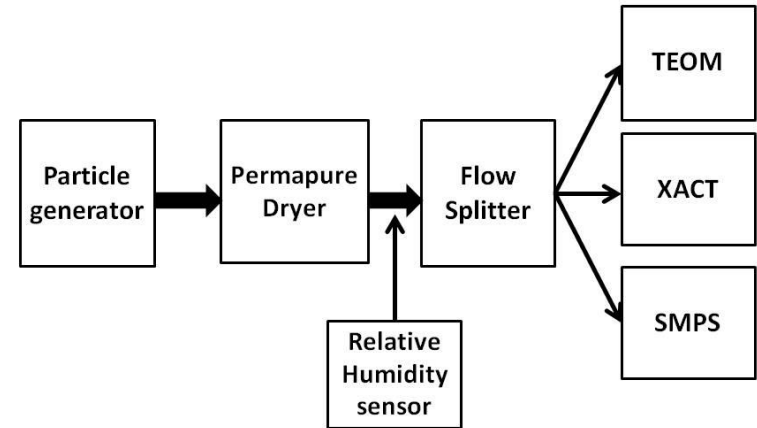 Particle
generator
Permapure
Dryer
Flow
Splitter
TEOM
XACT
SMPS
Relative
Humidity
sensor